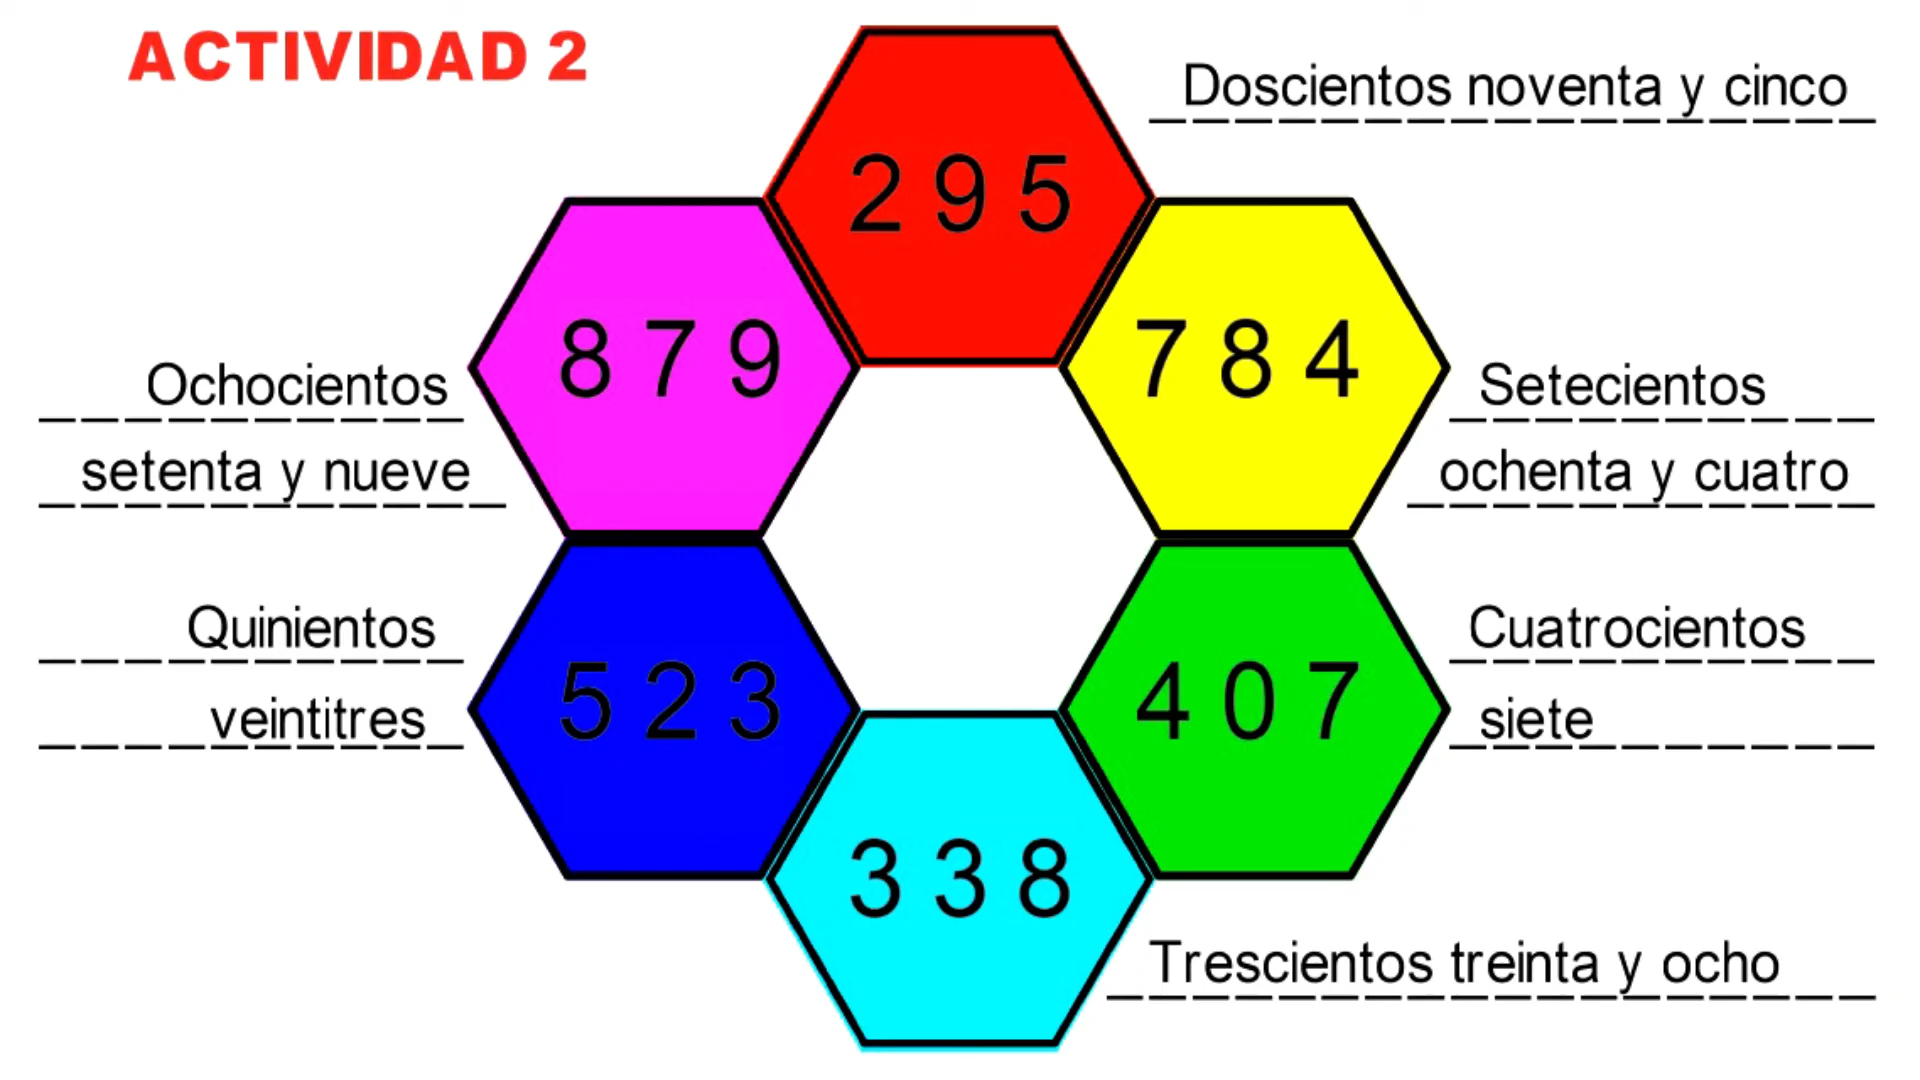 ACTIVIDAD 2
Doscientos noventa y cinco
2 9 5
8 7 9
7 8 4
Ochocientos
setenta y nueve
Setecientos
ochenta y cuatro
Quinientos
veintitres
5 2 3
4 0 7
Cuatrocientos
siete
3 3 8
Trescientos treinta y ocho